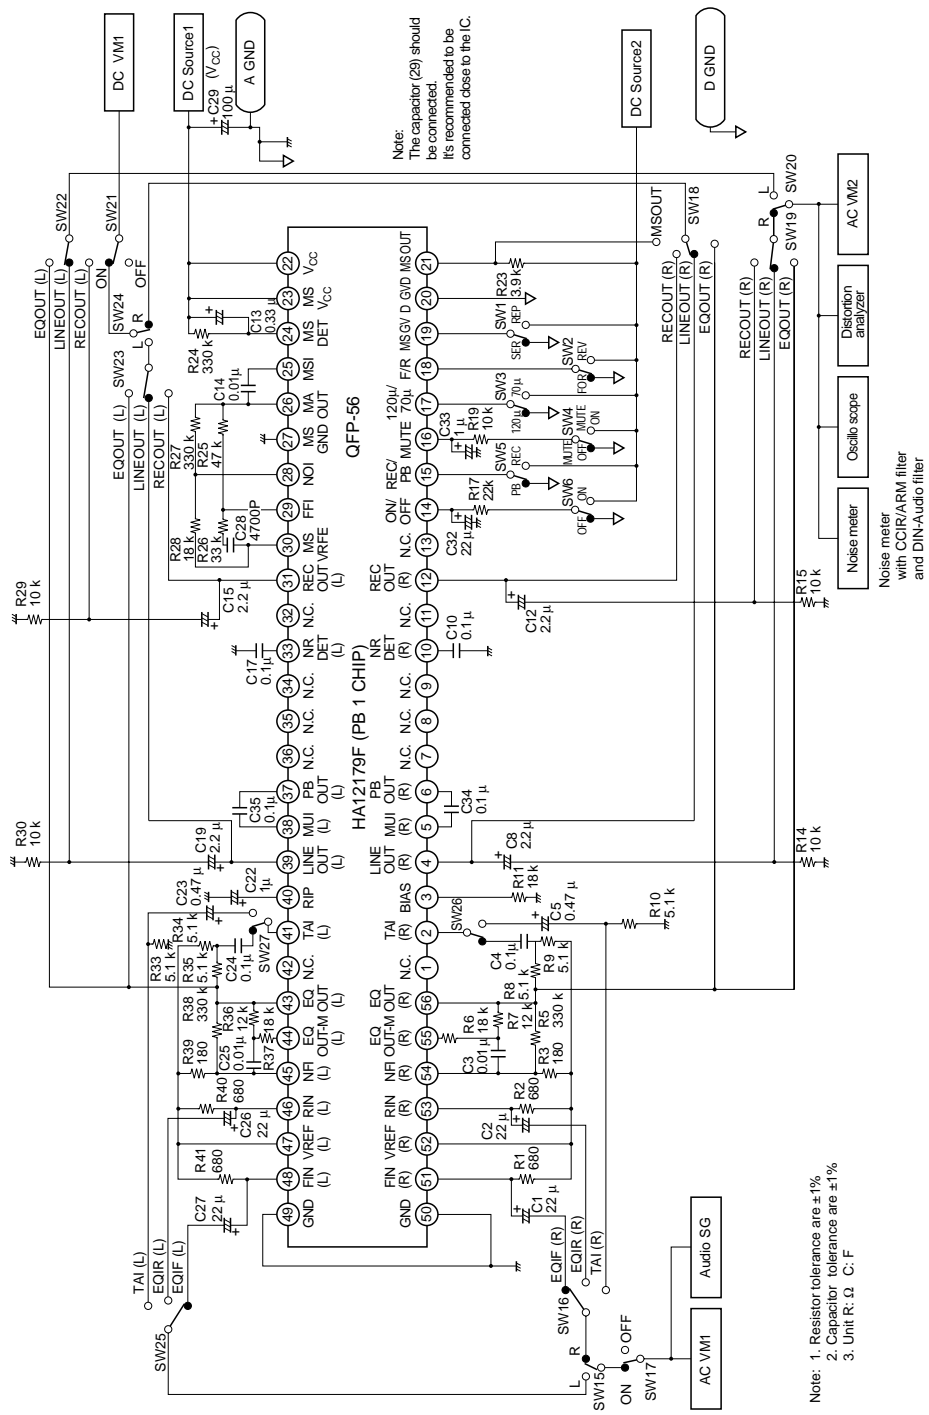 DC VM1
DC Source1
(VCC)
A GND
+C29
100 µ
Note:
The capacitor (29) should
be connected.
It's recommended to be
connected close to the IC.
DC Source2
D GND
SW22
SW21
EQOUT (L)
LINEOUT (L)
RECOUT (L)
ON
OFF
SW24
R
L
SW23
EQOUT (L)
LINEOUT (L)
RECOUT (L)
R24
330 k
C13
0.33 µ
C14
0.01µ
R27
330 k
R25
47 k
R28
18 k
R26
33 k
C28
4700P
R29
10 k
C15
2.2 µ
C17
0.1µ
C35
0.1µ
R30
10 k
C19
2.2 µ
C23
0.47 µ
C22
1µ
R34
5.1 k
R33
5.1 k
R35
5.1 k
C24
0.1µ
SW27
R38
330 k
R36
12 k
R37
18 k
R39
180
C25
0.01µ
R40
680
C26
22 µ
R41
680
C27
22 µ
TAI (L)
EQIR (L)
EQIF (L)
SW25
QFP-56
HA12179F (PB 1 CHIP)
22 VCC
23 MS VCC
24 MS DET
25 MSI
26 MA OUT
27 MS GND
28 NOI
29 FFI
30 MS VRFE
31 REC OUT (L)
32 N.C.
33 NR DET (L)
34 N.C.
35 N.C.
36 N.C.
37 PB OUT (L)
38 MUI (L)
39 LINE OUT (L)
40 RIP
41 TAI (L)
42 N.C.
43 EQ OUT (L)
44 EQ OUT-M (L)
45 NFI (L)
46 RIN (L)
47 VREF (L)
48 FIN (L)
49 GND
21 MSOUT
20 D GVD
19 MSGV
18 F/R
17 120µ/ 70µ
16 MUTE
15 REC/ PB
14 ON/ OFF
13 N.C.
12 REC OUT (R)
11 N.C.
10 NR DET (R)
9 N.C.
8 N.C.
7 N.C.
6 PB OUT (R)
5 MUI (R)
4 LINE OUT (R)
3 BIAS
2 TAI (R)
1 N.C.
56 EQ OUT (R)
55 EQ OUT-M (R)
54 NFI (R)
53 RIN (R)
52 VREF (R)
51 FIN (R)
50 GND
R23
3.9 k
MSOUT
SW18
RECOUT (R)
LINEOUT (R)
EQOUT (R)
SW1
REP
SER
SW2
REV
FOR
SW3
70µ
120µ
SW4
MUTE
ON
MUTE
OFF
SW5
REC
PB
SW6
ON
OFF
C33
1 µ
R19
10 k
R17
22k
C32
22 µ
C12
2.2 µ
R15
10 k
C10
0.1µ
C34
0.1µ
C8
2.2 µ
R14
10 k
R11
18 k
SW26
C5
0.47 µ
R10
5.1 k
C4
0.1µ
R9
5.1 k
R8
5.1 k
R6
18 k
R7
12 k
R5
330 k
C3
0.01µ
R3
180
R2
680
C2
22 µ
R1
680
C1
22 µ
EQIF (R)
EQIR (R)
TAI (R)
SW16
R
L
SW15
ON
OFF
SW17
AC VM1
Audio SG
RECOUT (R)
LINEOUT (R)
EQOUT (R)
L
R
SW20
SW19
AC VM2
Distortion
analyzer
Oscillo scope
Noise meter
Noise meter
with CCIR/ARM filter
and DIN-Audio filter
Note: 1. Resistor tolerance are ±1%
2. Capacitor tolerance are ±1%
3. Unit R: Ω C: F